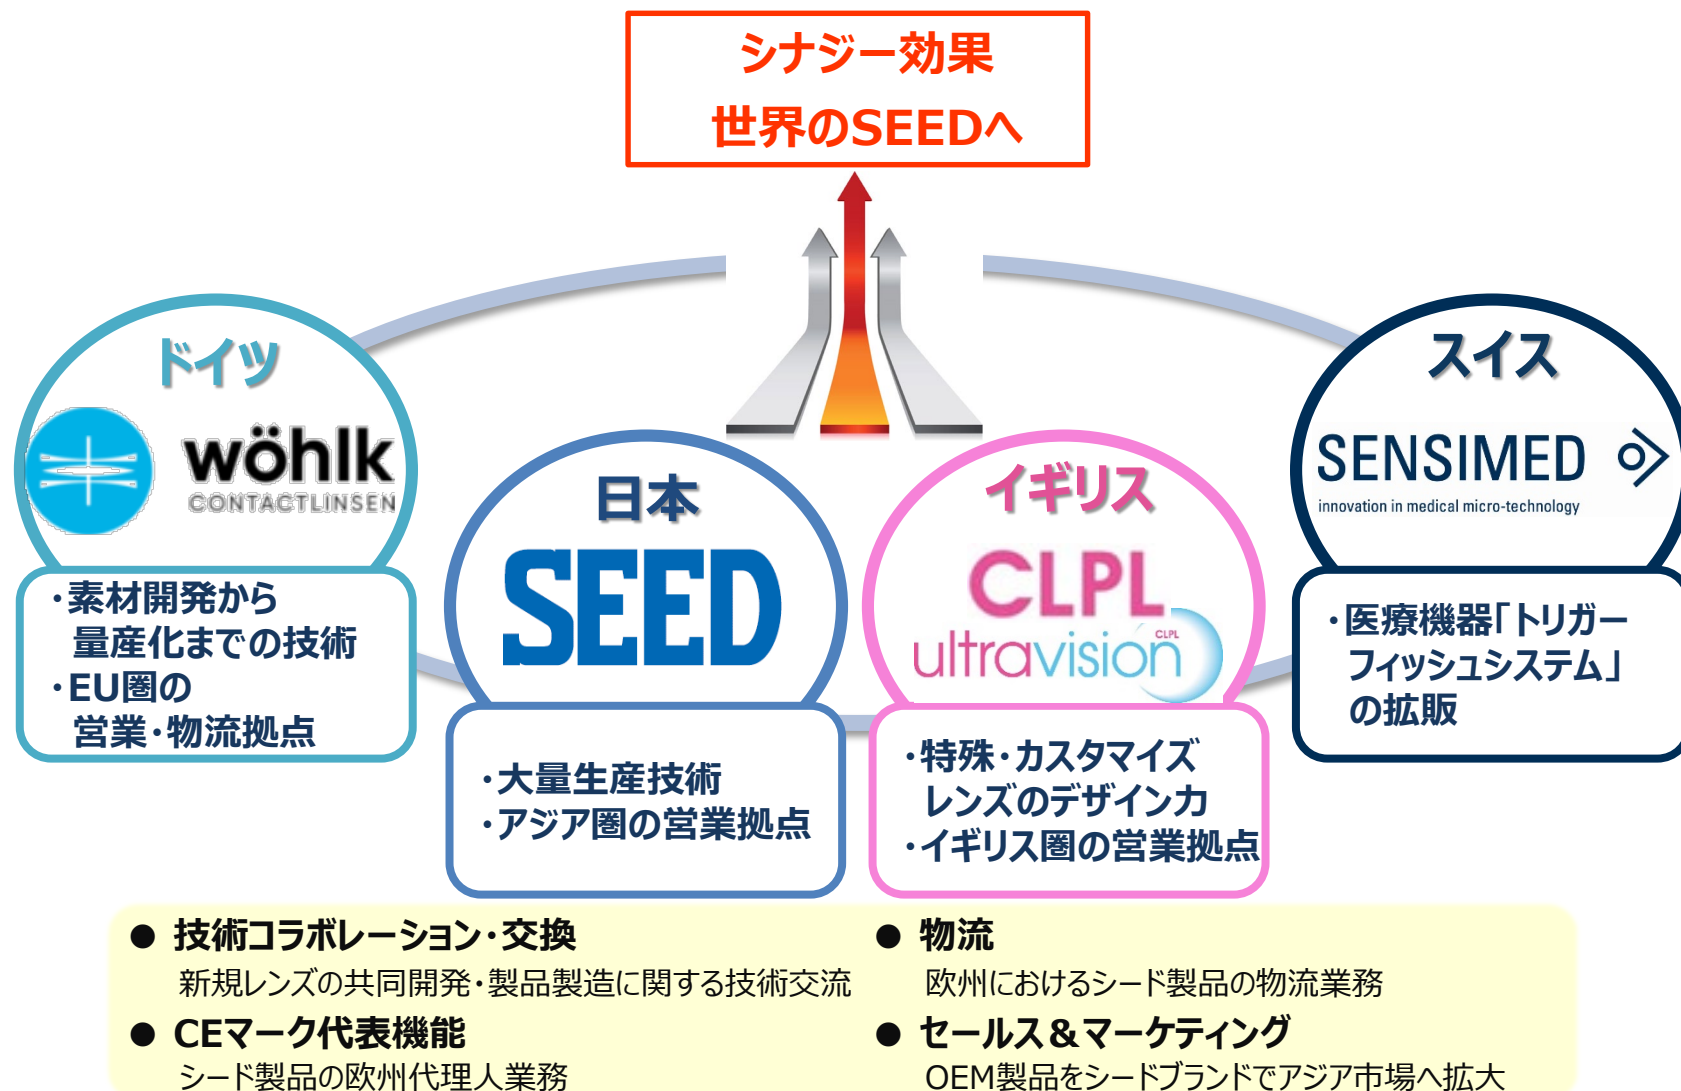 シナジー効果
世界のSEEDへ
ドイツ
wöhlk
CONTACTLINSEN
・素材開発から
量産化までの技術
・EU圏の
営業・物流拠点
日本
SEED
・大量生産技術
・アジア圏の営業拠点
イギリス
CLPL
ultravision CLPL
・特殊・カスタマイズ
レンズのデザイン力
・イギリス圏の営業拠点
スイス
SENSIMED
innovation in medical micro-technology
・医療機器「トリガー
フィッシュシステム」
の拡販
● 技術コラボレーション・交換
新規レンズの共同開発・製品製造に関する技術交流
● CEマーク代表機能
シード製品の欧州代理人業務
● 物流
欧州におけるシード製品の物流業務
● セールス＆マーケティング
OEM製品をシードブランドでアジア市場へ拡大